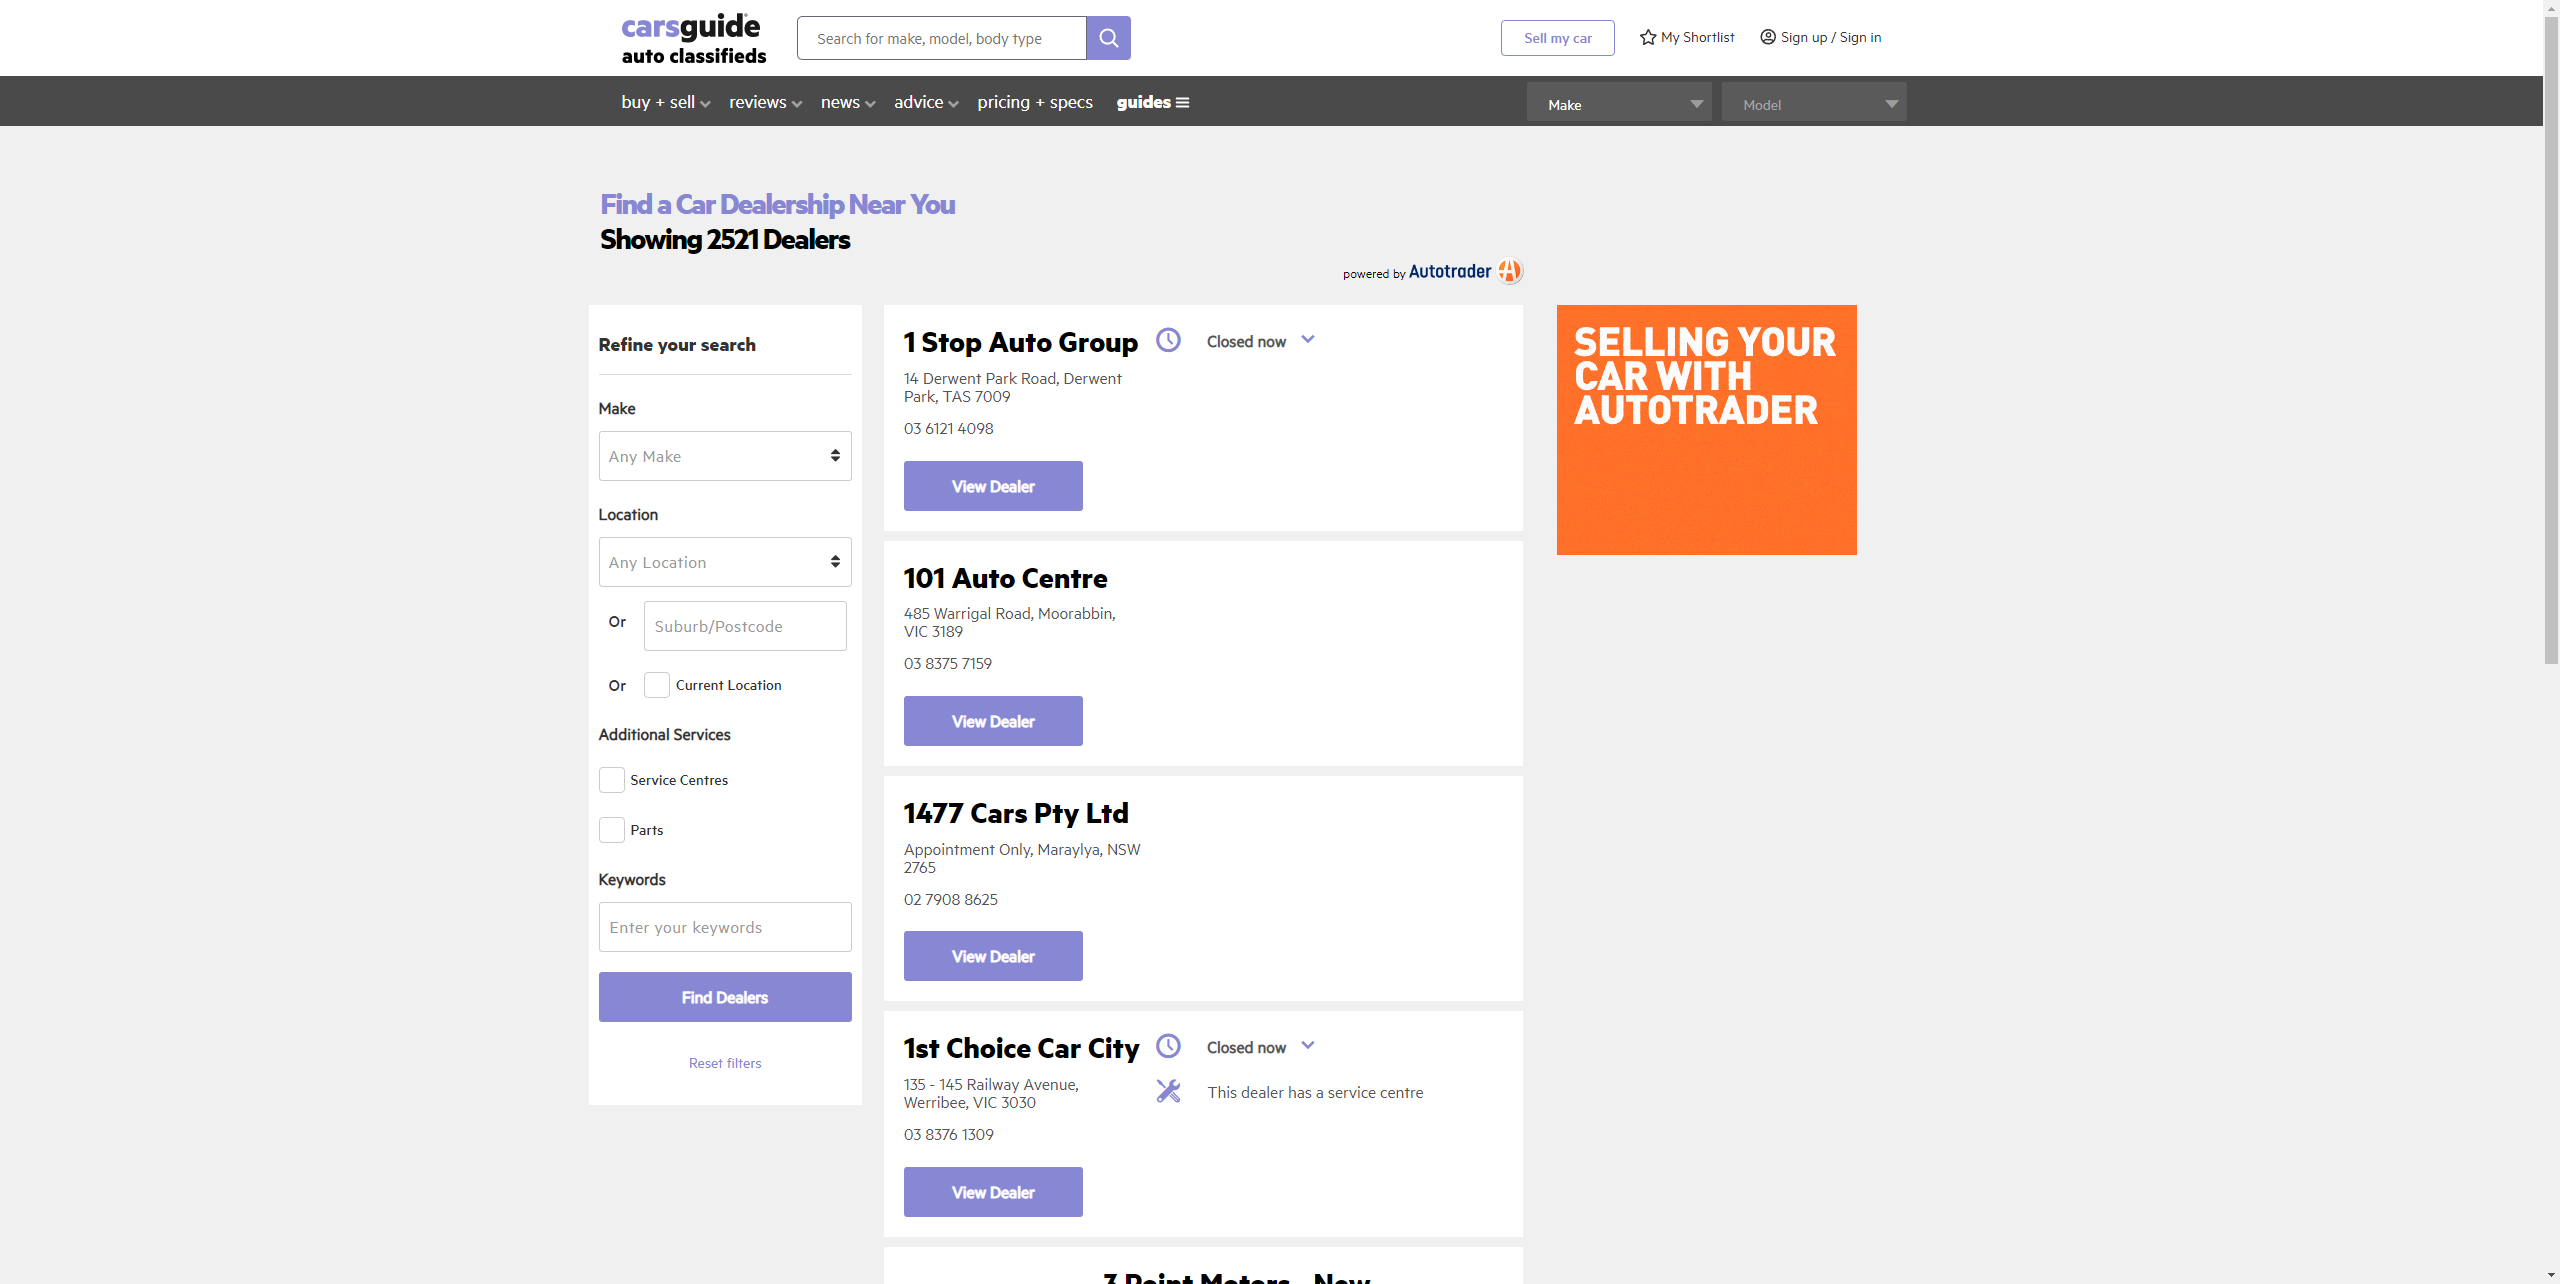 carsguide
auto classifieds
Search for make, model, body type
Sell my car
My Shortlist
Sign up / Sign in
buy + sell
reviews
news
advice
pricing + specs
guides
Make
Model
Find a Car Dealership Near You
Showing 2521 Dealers
powered by Autotrader
Refine your search
Make
Any Make
Location
Any Location
Or
Suburb/Postcode
Or
Current Location
Additional Services
Service Centres
Parts
Keywords
Enter your keywords
Find Dealers
Reset filters
1 Stop Auto Group
Closed now
14 Derwent Park Road, Derwent
Park, TAS 7009
03 6121 4098
View Dealer
101 Auto Centre
485 Warrigal Road, Moorabbin,
VIC 3189
03 8375 7159
View Dealer
1477 Cars Pty Ltd
Appointment Only, Maraylya, NSW
2765
02 7908 8625
View Dealer
1st Choice Car City
Closed now
135 - 145 Railway Avenue,
Werribee, VIC 3030
This dealer has a service centre
03 8376 1309
View Dealer
3 Point Motors - New
SELLING YOUR
CAR WITH
AUTOTRADER